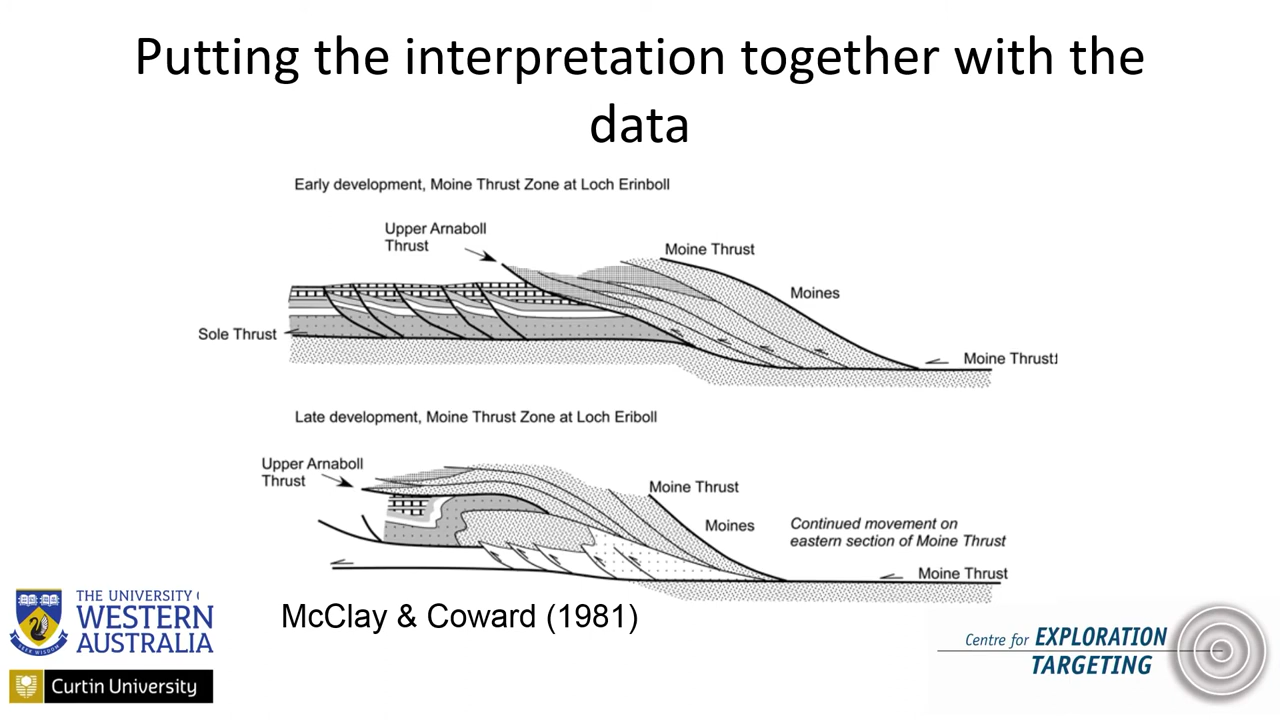 Putting the interpretation together with the
data
Early development, Moine Thrust Zone at Loch Erinboll
Upper Arnaboll
Thrust
Moine Thrust
Moines
Sole Thrust
Moine Thrust
Late development, Moine Thrust Zone at Loch Eriboll
Upper Arnaboll
Thrust
Moine Thrust
Moines
Continued movement on
eastern section of Moine Thrust
Moine Thrust
McClay & Coward (1981)
THE UNIVERSITY
WESTERN
AUSTRALIA
SEEK WISDOM
Curtin University
Centre for EXPLORATION
TARGETING